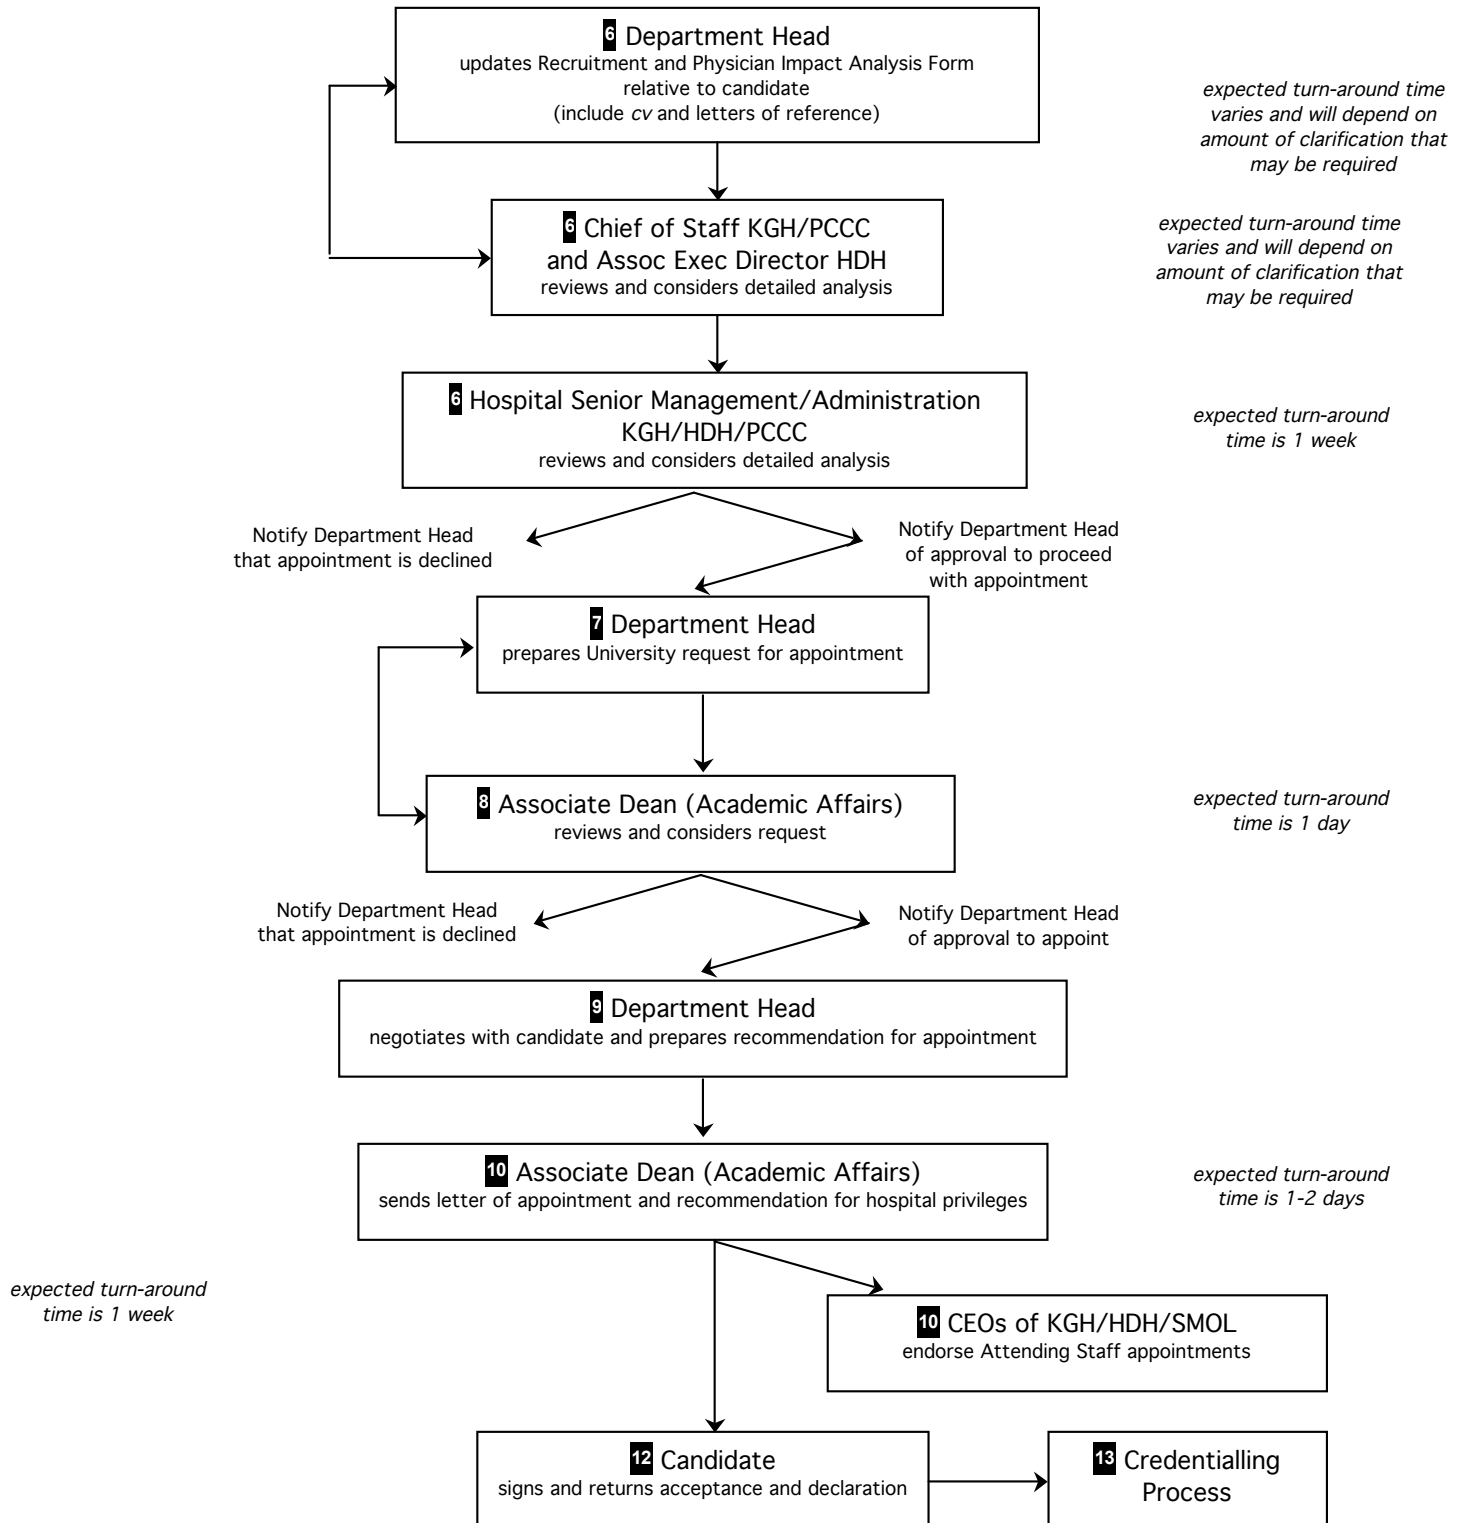 6 Department Head
updates Recruitment and Physician Impact Analysis Form
relative to candidate
(include cv and letters of reference)
expected turn-around time
varies and will depend on
amount of clarification that
may be required
6 Chief of Staff KGH/PCCC
and Assoc Exec Director HDH
reviews and considers detailed analysis
expected turn-around time
varies and will depend on
amount of clarification that
may be required
6 Hospital Senior Management/Administration
KGH/HDH/PCCC
reviews and considers detailed analysis
expected turn-around
time is 1 week
Notify Department Head
that appointment is declined
Notify Department Head
of approval to proceed
with appointment
7 Department Head
prepares University request for appointment
8 Associate Dean (Academic Affairs)
reviews and considers request
expected turn-around
time is 1 day
Notify Department Head
that appointment is declined
Notify Department Head
of approval to appoint
9 Department Head
negotiates with candidate and prepares recommendation for appointment
10 Associate Dean (Academic Affairs)
sends letter of appointment and recommendation for hospital privileges
expected turn-around
time is 1-2 days
expected turn-around
time is 1 week
10 CEOs of KGH/HDH/SMOL
endorse Attending Staff appointments
12 Candidate
signs and returns acceptance and declaration
13 Credentialling
Process